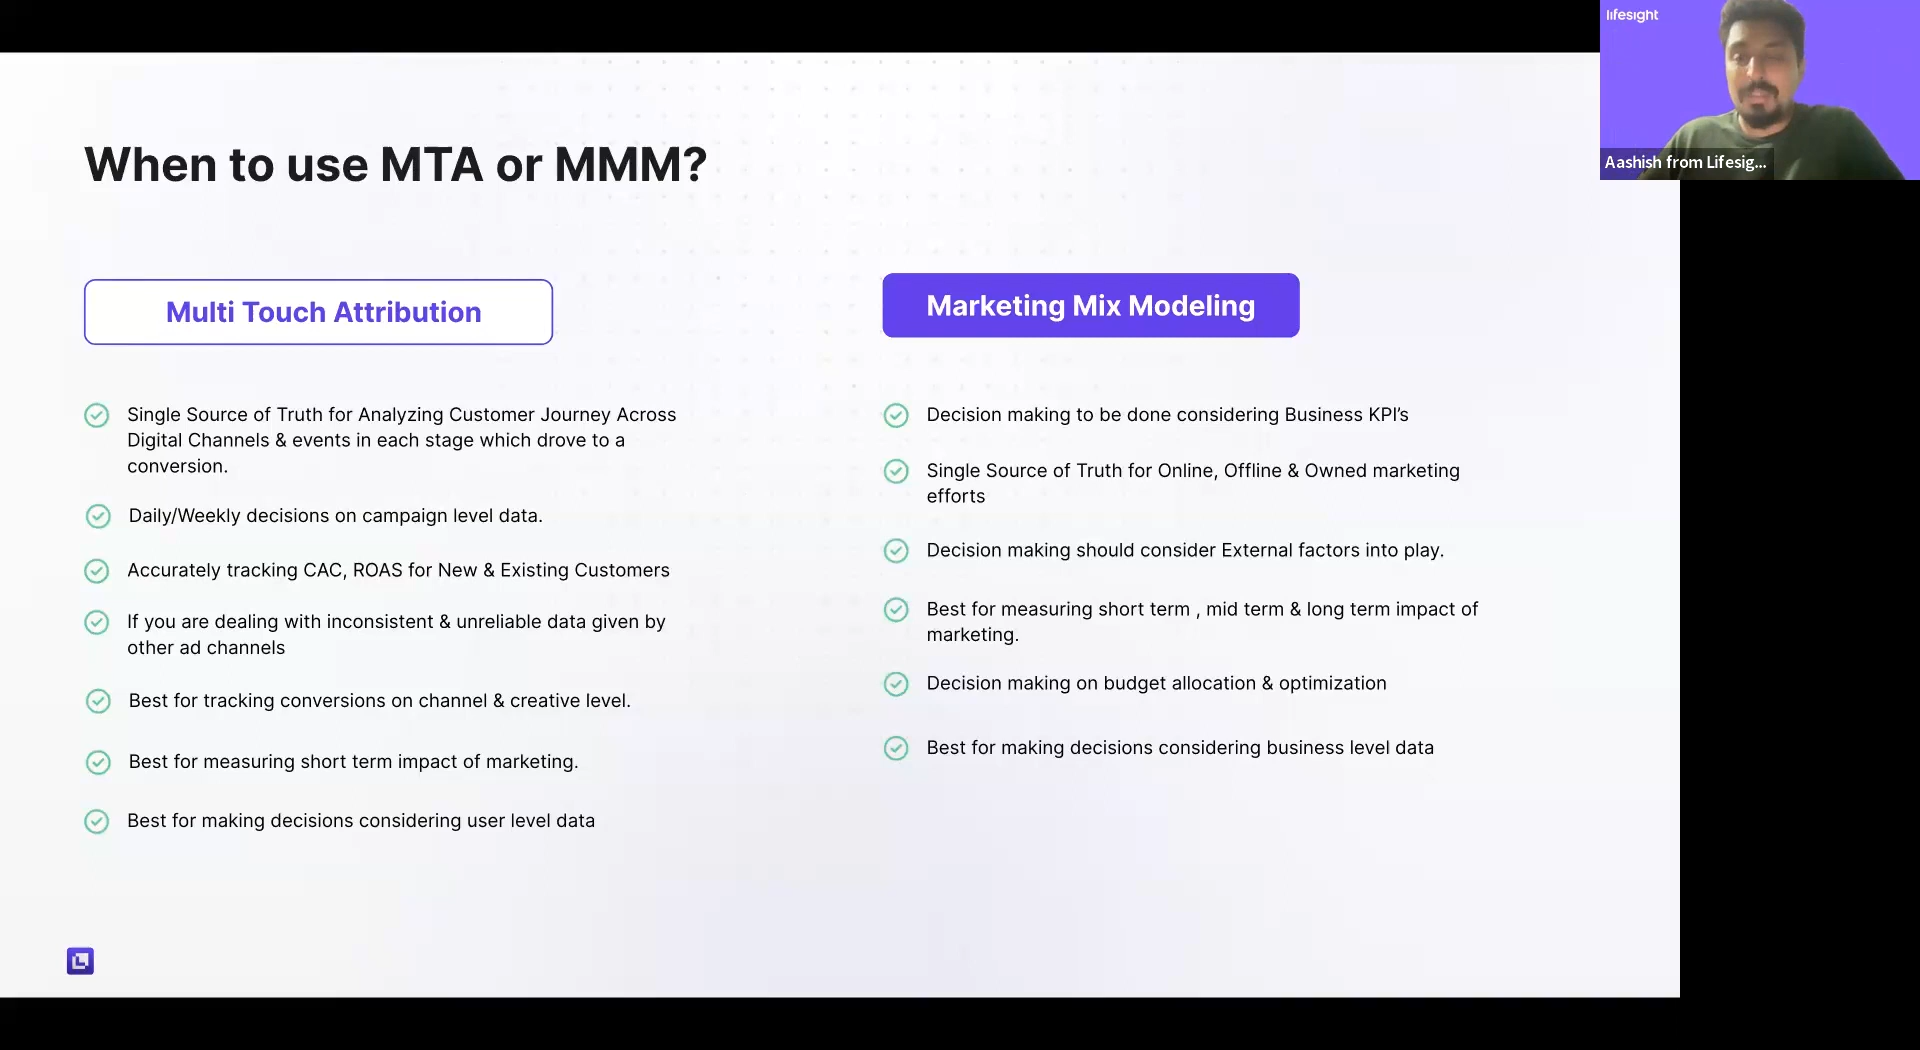 lifesight
Aashish from Lifesig...
When to use MTA or MMM?
Multi Touch Attribution
Single Source of Truth for Analyzing Customer Journey Across
Digital Channels & events in each stage which drove to a
conversion.
Daily/Weekly decisions on campaign level data.
Accurately tracking CAC, ROAS for New & Existing Customers
If you are dealing with inconsistent & unreliable data given by
other ad channels
Best for tracking conversions on channel & creative level.
Best for measuring short term impact of marketing.
Best for making decisions considering user level data
Marketing Mix Modeling
Decision making to be done considering Business KPI’s
Single Source of Truth for Online, Offline & Owned marketing
efforts
Decision making should consider External factors into play.
Best for measuring short term , mid term & long term impact of
marketing.
Decision making on budget allocation & optimization
Best for making decisions considering business level data